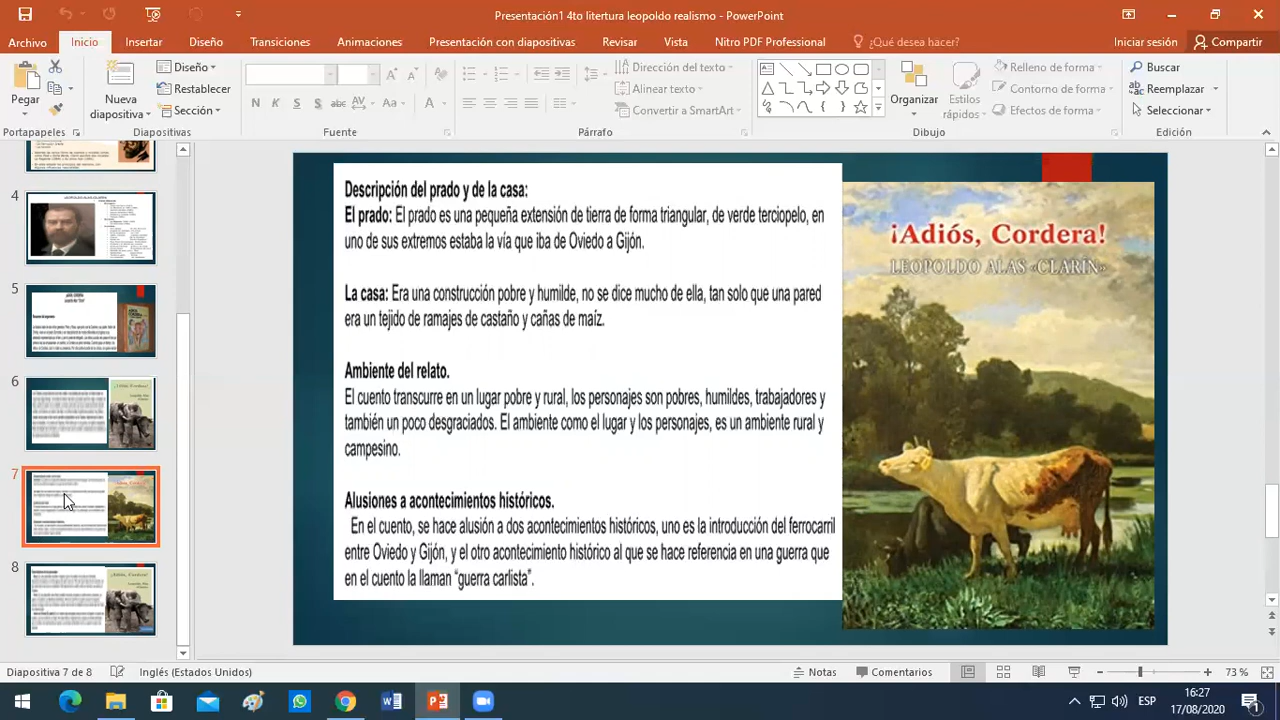 Presentación1 4to litertura leopoldo realismo - PowerPoint
Archivo Inicio Insertar Diseño Transiciones Animaciones Presentación con diapositivas Revisar Vista Nitro PDF Professional ¿Qué desea hacer? Iniciar sesión Compartir
Pegar
Nueva diapositiva
Diseño
Restablecer
Sección
N K S S abc AV Aa A
Dirección del texto
Alinear texto
Convertir a SmartArt
Organizar
Estilos rápidos
Relleno de forma
Contorno de forma
Efectos de forma
Buscar
Reemplazar
Seleccionar
Portapapeles Diapositivas Fuente Párrafo Dibujo Edición
4
5
6
7
8
Descripción del prado y de la casa:
El prado: El prado es una pequeña extensión de tierra de forma triangular, de verde terciopelo, en
uno de sus extremos estaba la vía que iba de Oviedo a Gijón.
La casa: Era una construcción pobre y humilde, no se dice mucho de ella, tan solo que una pared
era un tejido de ramajes de castaño y cañas de maíz.
Ambiente del relato.
El cuento transcurre en un lugar pobre y rural, los personajes son pobres, humildes, trabajadores y
también un poco desgraciados. El ambiente como el lugar y los personajes, es un ambiente rural y
campesino.
Alusiones a acontecimientos históricos.
En el cuento, se hace alusión a dos acontecimientos históricos, uno es la introducción del ferrocarril
entre Oviedo y Gijón, y el otro acontecimiento histórico al que se hace referencia en una guerra que
en el cuento la llaman “guerra carlista”.
¡Adiós, Cordera!
LEOPOLDO ALAS «CLARÍN»
Diapositiva 7 de 8 Inglés (Estados Unidos) Notas Comentarios 73 %
ESP
16:27
17/08/2020